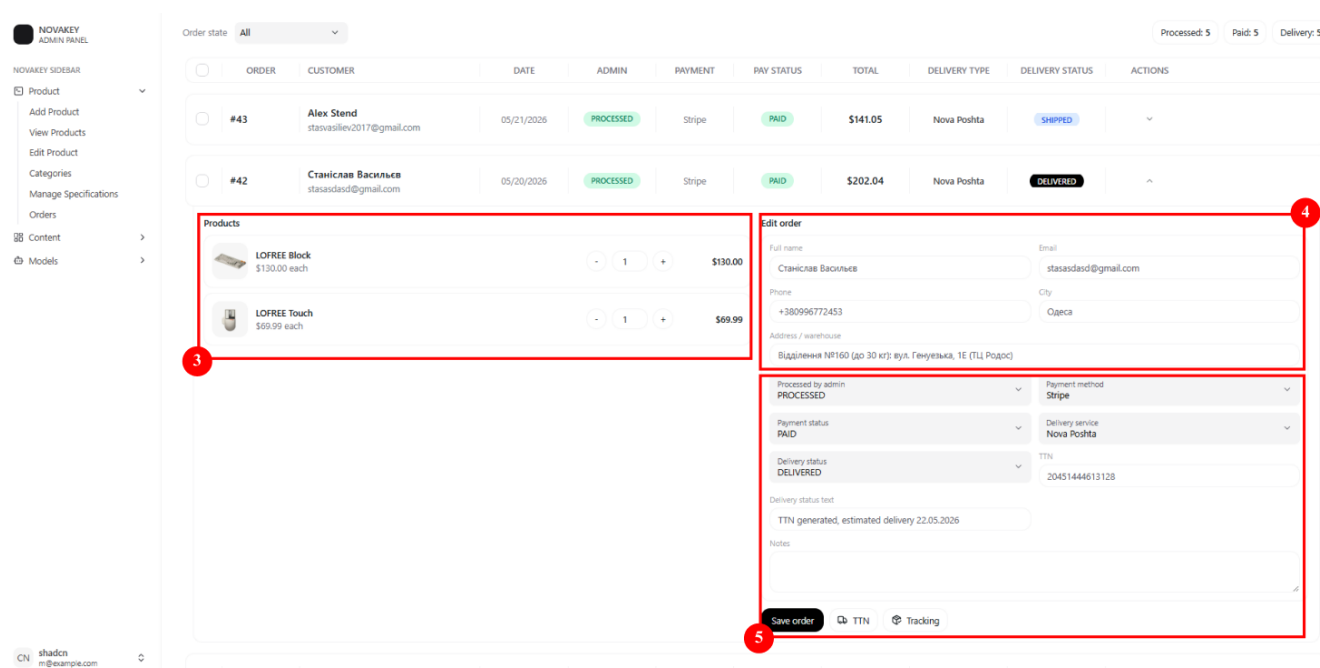 NOVAKEY
ADMIN PANEL
NOVAKEY SIDEBAR
Product
Add Product
View Products
Edit Product
Categories
Manage Specifications
Orders
Content
Models
CN
shadcn
m@example.com
Order state
All
Processed: 5
Paid: 5
Delivery: 5
ORDER CUSTOMER DATE ADMIN PAYMENT PAY STATUS TOTAL DELIVERY TYPE DELIVERY STATUS ACTIONS
#43 Alex Stend 05/21/2026 PROCESSED Stripe PAID $141.05 Nova Poshta SHIPPED
stasvasiliev2017@gmail.com
#42 Станіслав Васильєв 05/20/2026 PROCESSED Stripe PAID $202.04 Nova Poshta DELIVERED
stasasdasd@gmail.com
Products
LOFREE Block
$130.00 each
- 1 + $130.00
LOFREE Touch
$69.99 each
- 1 + $69.99
3
4
Edit order
Full name
Станіслав Васильєв
Email
stasasdasd@gmail.com
Phone
+380996772453
City
Одеса
Address / warehouse
Відділення №160 (до 30 кг): вул. Генуезька, 1Е (ТЦ Родос)
Processed by admin
PROCESSED
Payment method
Stripe
Payment status
PAID
Delivery service
Nova Poshta
Delivery status
DELIVERED
TTN
20451444613128
Delivery status text
TTN generated, estimated delivery 22.05.2026
Notes
Save order
TTN
Tracking
5